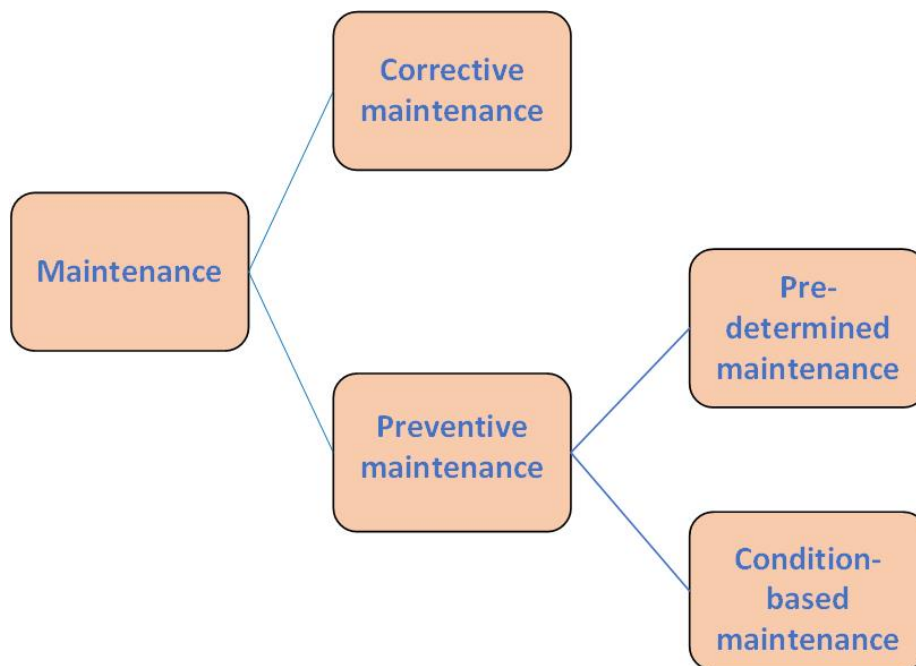 Corrective
maintenance
Maintenance
Pre-
determined
maintenance
Preventive
maintenance
Condition-
based
maintenance